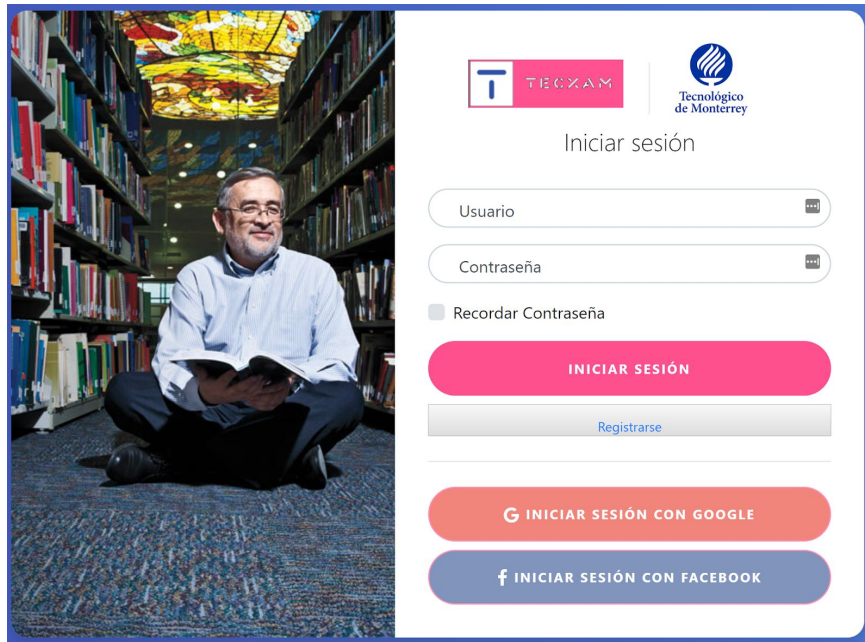 T TECXAM
Tecnológico
de Monterrey
Iniciar sesión
Usuario
Contraseña
Recordar Contraseña
INICIAR SESIÓN
Registrarse
G INICIAR SESIÓN CON GOOGLE
f INICIAR SESIÓN CON FACEBOOK